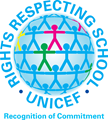 RIGHTS RESPECTING SCHOOL
· UNICEF ·
Recognition of Commitment